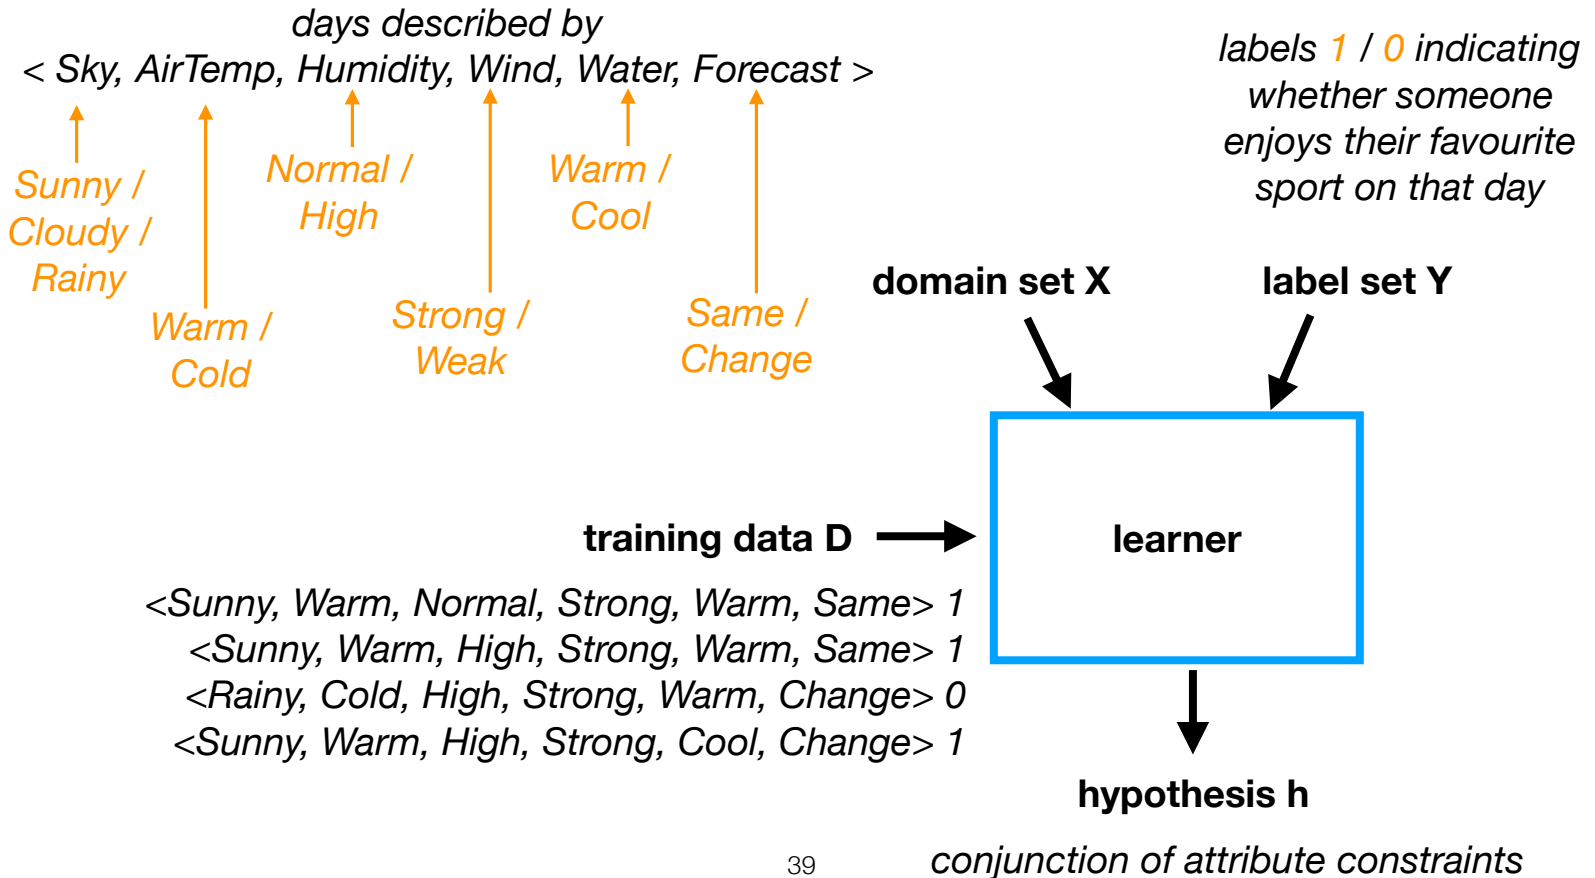 days described by
< Sky, AirTemp, Humidity, Wind, Water, Forecast >
Sunny /
Cloudy /
Rainy
Warm /
Cold
Normal /
High
Strong /
Weak
Warm /
Cool
Same /
Change
labels 1 / 0 indicating
whether someone
enjoys their favourite
sport on that day
domain set X
label set Y
training data D
learner
<Sunny, Warm, Normal, Strong, Warm, Same> 1
<Sunny, Warm, High, Strong, Warm, Same> 1
<Rainy, Cold, High, Strong, Warm, Change> 0
<Sunny, Warm, High, Strong, Cool, Change> 1
hypothesis h
conjunction of attribute constraints
39